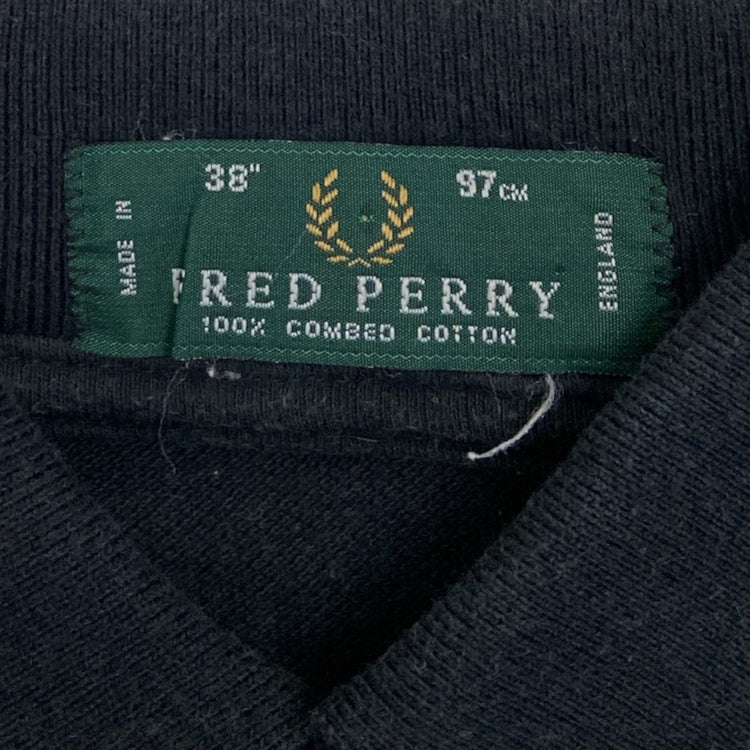 38" 97CM
MADE IN
FRED PERRY
ENGLAND
100% COMBED COTTON